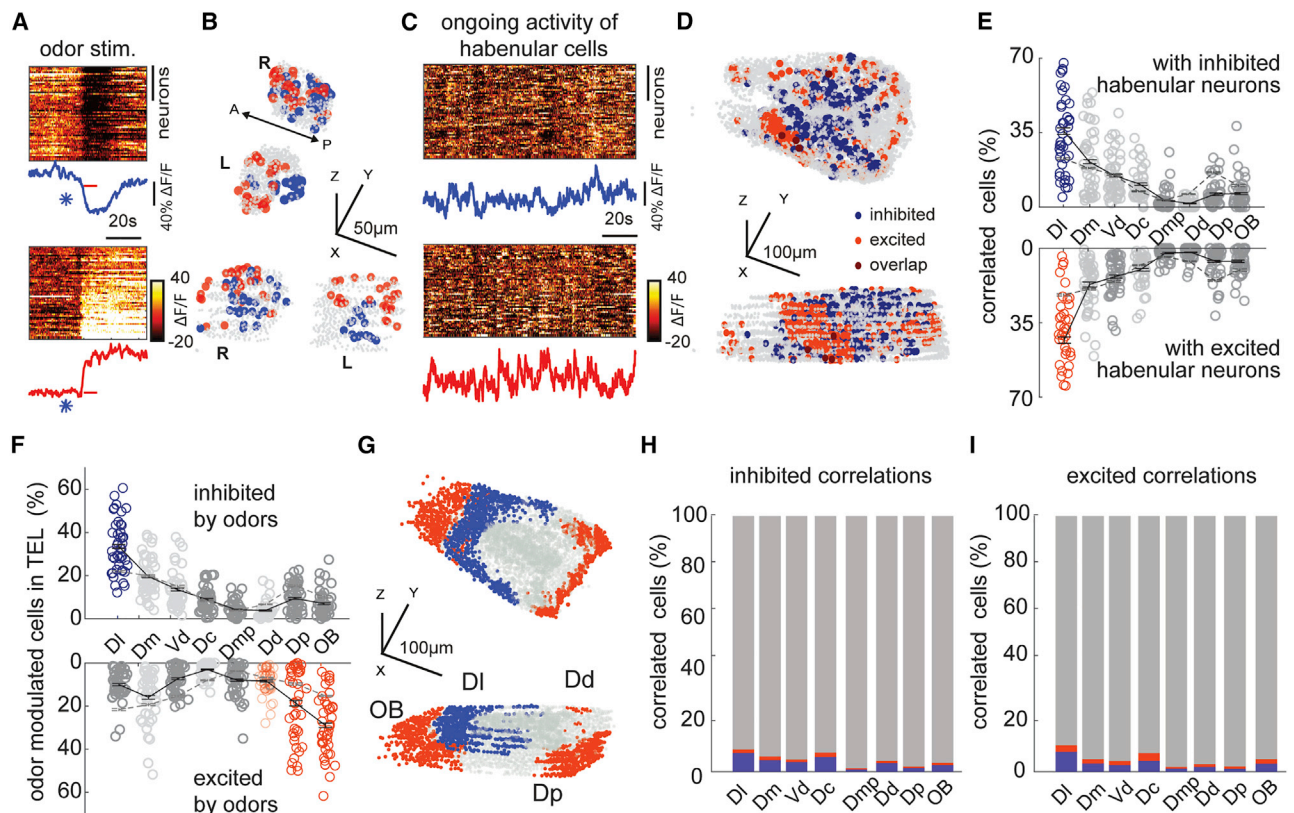 A
odor stim.
neurons
40% ΔF/F
*
20s
40
ΔF/F
-20
*
B
R
A
P
L
Z
Y
X
50µm
R
L
C
ongoing activity of
habenular cells
neurons
40% ΔF/F
20s
40
ΔF/F
-20
D
Z
Y
X
100µm
inhibited
excited
overlap
E
correlated cells (%)
70
35
0
with inhibited
habenular neurons
Dl Dm Vd Dc Dmp Dd Dp OB
0
35
70
with excited
habenular neurons
F
odor modulated cells in TEL (%)
60
40
20
0
inhibited
by odors
Dl Dm Vd Dc Dmp Dd Dp OB
0
20
40
60
excited
by odors
G
Z
Y
X
100µm
Dl
Dd
OB
Dp
H
inhibited correlations
correlated cells (%)
100
80
60
40
20
0
Dl Dm Vd Dc Dmp Dd Dp OB
I
excited correlations
correlated cells (%)
100
80
60
40
20
0
Dl Dm Vd Dc Dmp Dd Dp OB